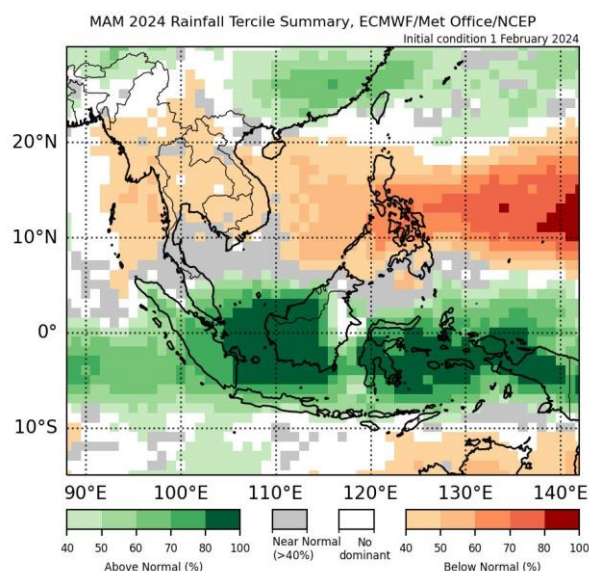 MAM 2024 Rainfall Tercile Summary, ECMWF/Met Office/NCEP
Initial condition 1 February 2024
20°N
10°N
0°
10°S
90°E 100°E 110°E 120°E 130°E 140°E
40 50 60 70 80 100
Above Normal (%)
Near Normal
(>40%)
No
dominant
40 50 60 70 80 100
Below Normal (%)